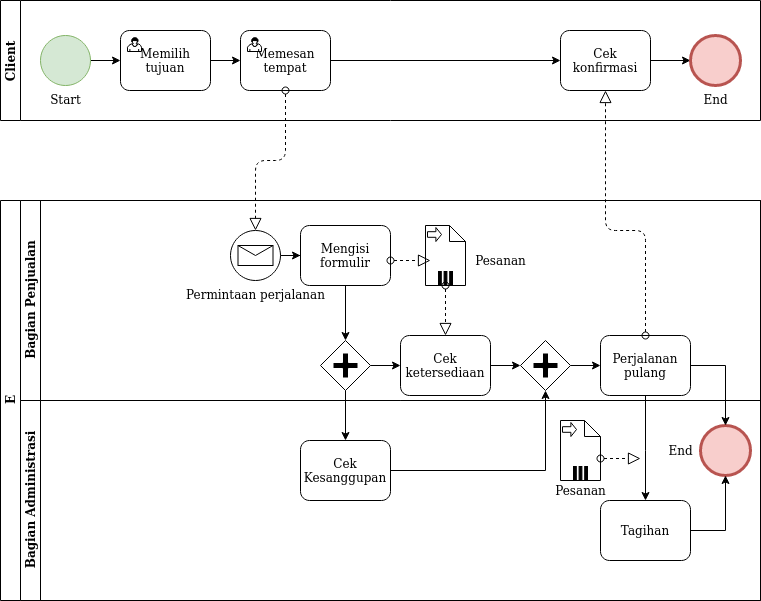 Client
Memilih
tujuan
Memesan
tempat
Cek
konfirmasi
Start
End
E
Bagian Penjualan
Mengisi
formulir
Pesanan
Permintaan perjalanan
Cek
ketersediaan
Perjalanan
pulang
Bagian Administrasi
Cek
Kesanggupan
Pesanan
End
Tagihan